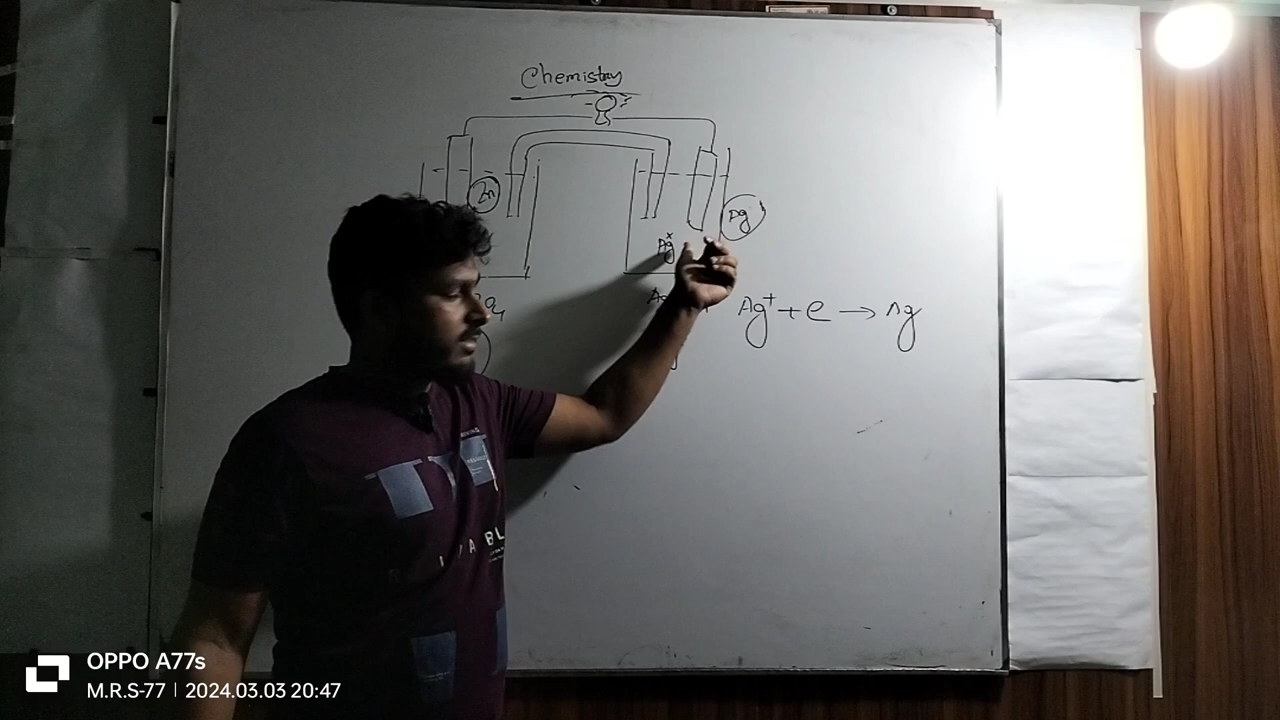 Chemistry
Zn
Ag
Ag
Ag⁺ + e → Ag
OPPO A77s
M.R.S-77 | 2024.03.03 20:47